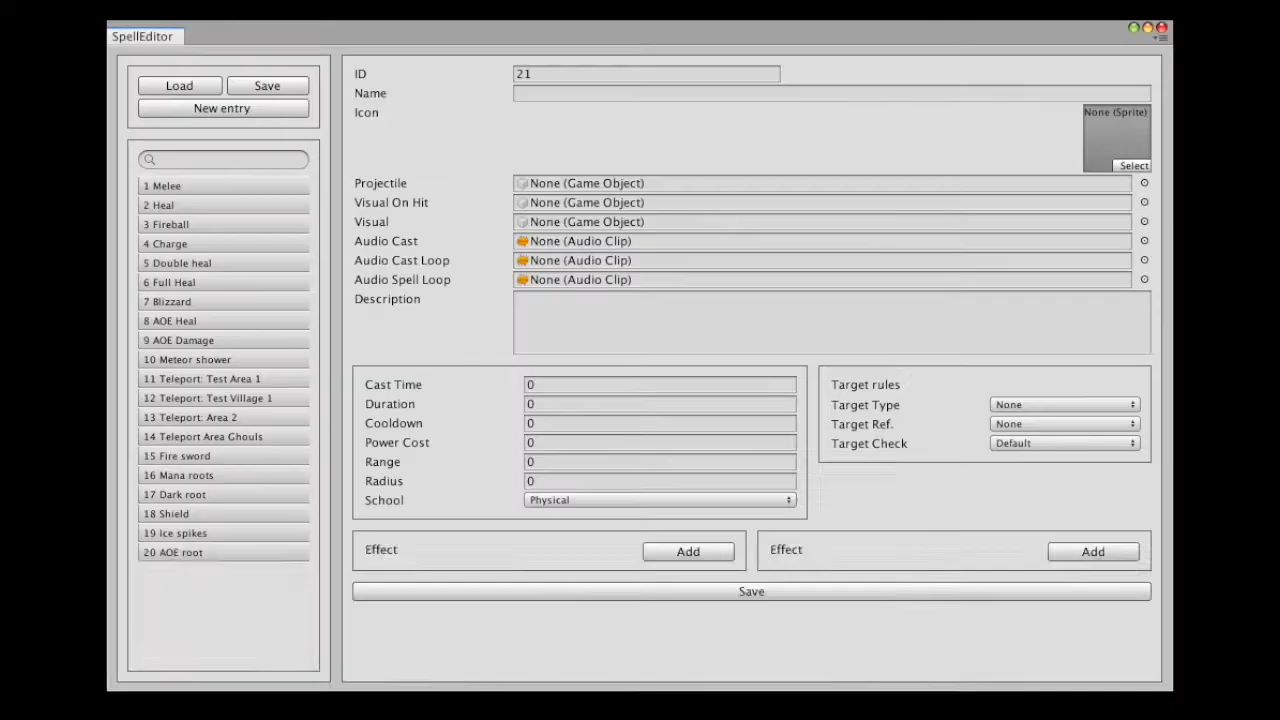 SpellEditor
Load Save
New entry
1 Melee
2 Heal
3 Fireball
4 Charge
5 Double heal
6 Full Heal
7 Blizzard
8 AOE Heal
9 AOE Damage
10 Meteor shower
11 Teleport: Test Area 1
12 Teleport: Test Village 1
13 Teleport: Area 2
14 Teleport Area Ghouls
15 Fire sword
16 Mana roots
17 Dark root
18 Shield
19 Ice spikes
20 AOE root
ID 21
Name
Icon None (Sprite)
Select
Projectile None (Game Object)
Visual On Hit None (Game Object)
Visual None (Game Object)
Audio Cast None (Audio Clip)
Audio Cast Loop None (Audio Clip)
Audio Spell Loop None (Audio Clip)
Description
Cast Time 0
Duration 0
Cooldown 0
Power Cost 0
Range 0
Radius 0
School Physical
Target rules
Target Type None
Target Ref. None
Target Check Default
Effect Add
Effect Add
Save